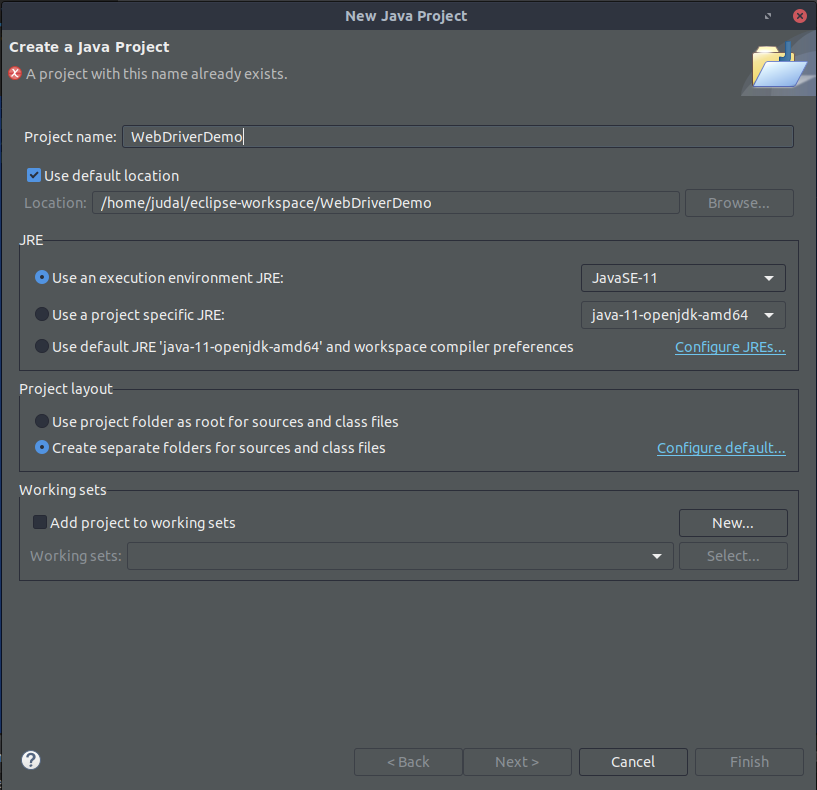 New Java Project
Create a Java Project
A project with this name already exists.
Project name: WebDriverDemo
Use default location
Location: /home/judal/eclipse-workspace/WebDriverDemo Browse...
JRE
Use an execution environment JRE: JavaSE-11
Use a project specific JRE: java-11-openjdk-amd64
Use default JRE 'java-11-openjdk-amd64' and workspace compiler preferences Configure JREs...
Project layout
Use project folder as root for sources and class files
Create separate folders for sources and class files Configure default...
Working sets
Add project to working sets New...
Working sets: Select...
? < Back Next > Cancel Finish